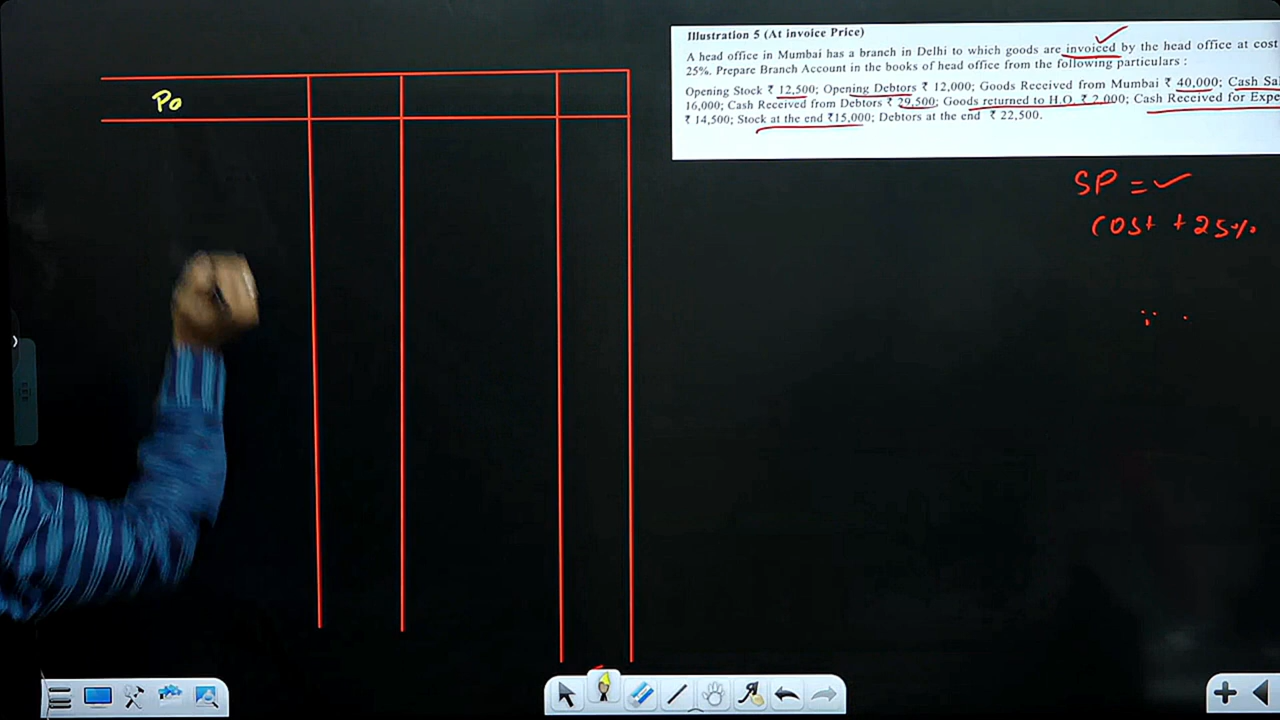 Illustration 5 (At invoice Price)
A head office in Mumbai has a branch in Delhi to which goods are invoiced by the head office at cost
25%. Prepare Branch Account in the books of head office from the following particulars :
Opening Stock ₹ 12,500; Opening Debtors ₹ 12,000; Goods Received from Mumbai ₹ 40,000; Cash Sa
16,000; Cash Received from Debtors ₹ 29,500; Goods returned to H.O. ₹ 2,000; Cash Received for Expe
₹ 14,500; Stock at the end ₹15,000; Debtors at the end ₹ 22,500.
Po
SP = ✓
Cost + 25%